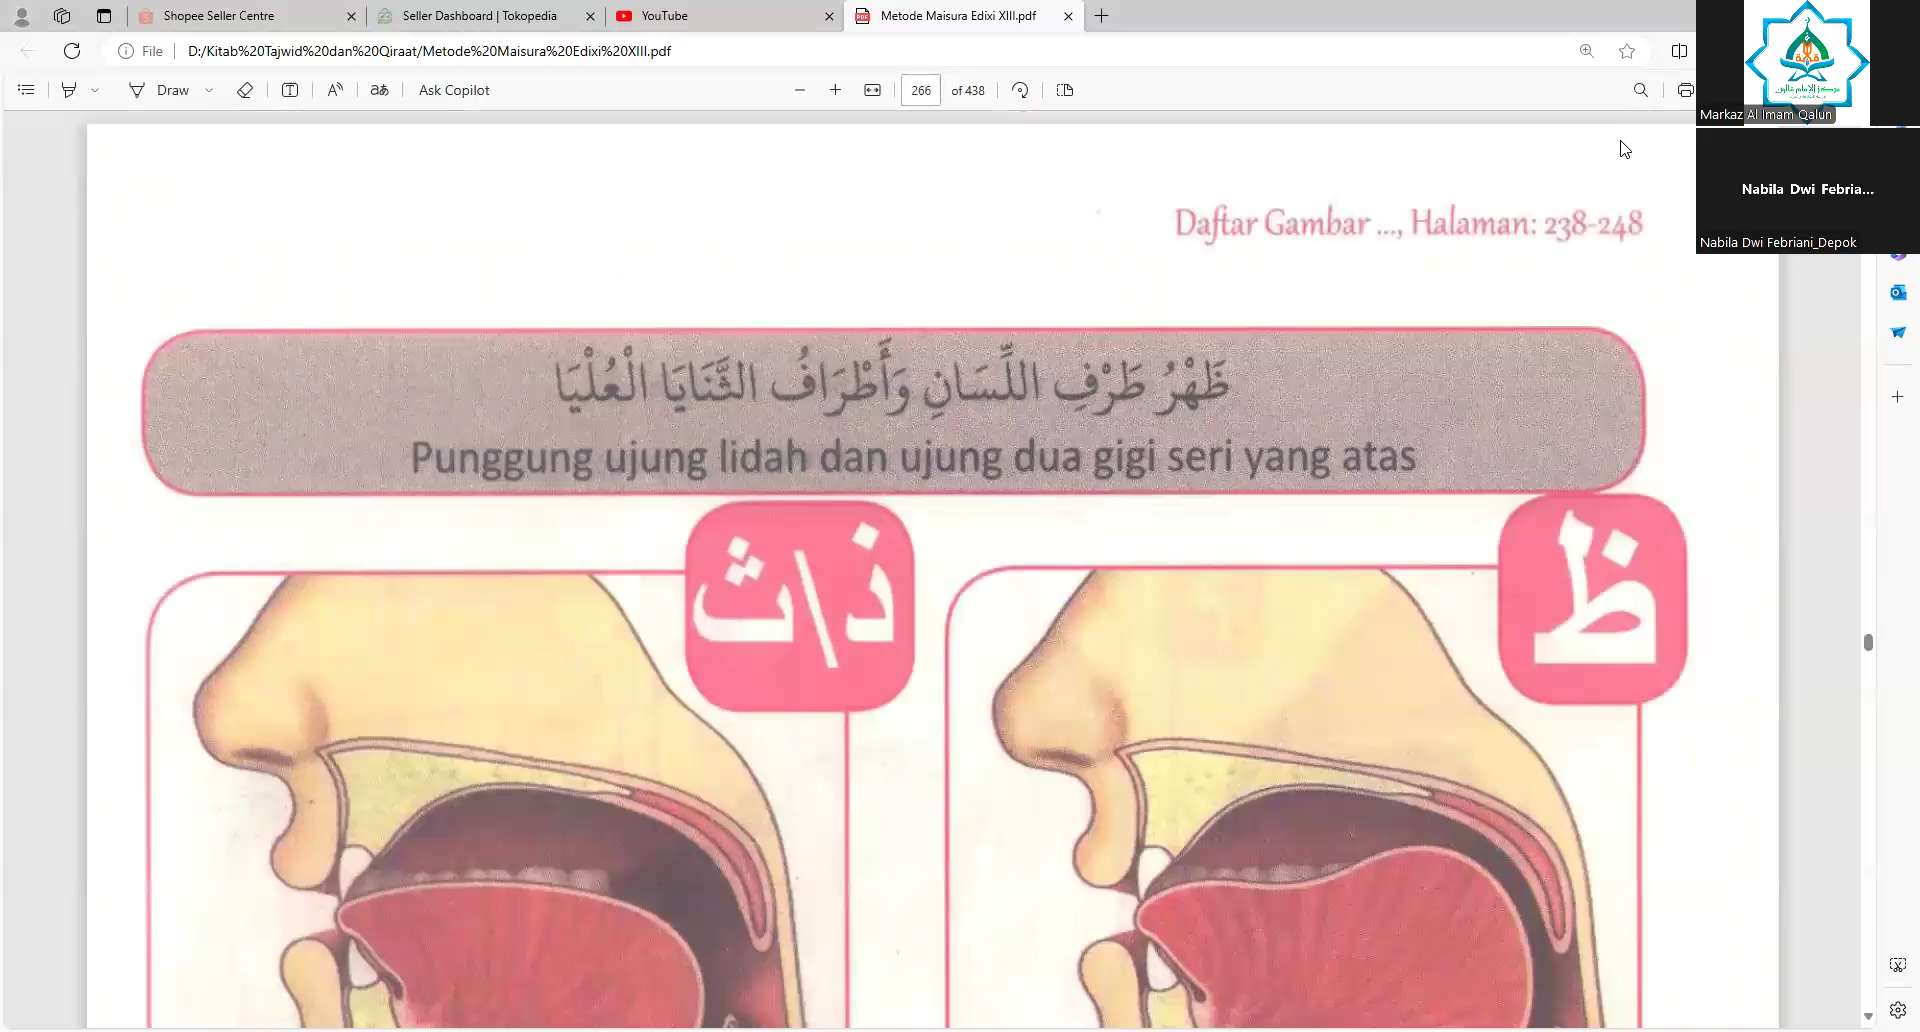 Shopee Seller Centre
Seller Dashboard | Tokopedia
YouTube
Metode Maisura Edixi XIII.pdf
File
D:/Kitab%20Tajwid%20dan%20Qiraat/Metode%20Maisura%20Edixi%20XIII.pdf
Draw
Ask Copilot
266 of 438
مركز الإمام قالون
Markaz Al Imam Qalun
Nabila Dwi Febria...
Nabila Dwi Febriani_Depok
Daftar Gambar ..., Halaman: 238-248
ظَهْرُ طَرْفِ اللِّسَانِ وَأَطْرَافُ الثَّنَايَا الْعُلْيَا
Punggung ujung lidah dan ujung dua gigi seri yang atas
ظ
ذ\ث